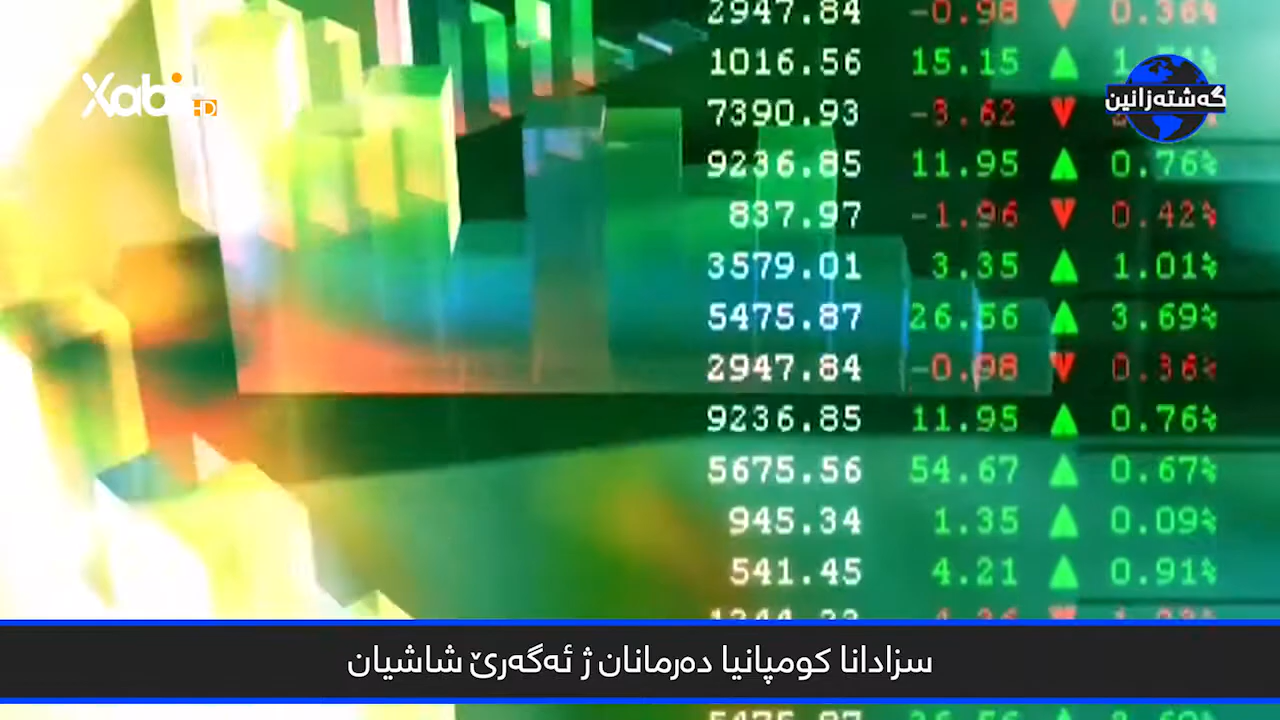 2947.84 -0.98 ▼ 0.36%
1016.56 15.15 ▲
Xabir HD
گەشتەزانین
7390.93 -3.62 ▼
9236.85 11.95 ▲ 0.76%
837.97 -1.96 ▼ 0.42%
3579.01 3.35 ▲ 1.01%
5475.87 26.56 ▲ 3.69%
2947.84 -0.98 ▼ 0.36%
9236.85 11.95 ▲ 0.76%
5675.56 54.67 ▲ 0.67%
945.34 1.35 ▲ 0.09%
541.45 4.21 ▲ 0.91%
سزادانا کومپانیا دەرمانان ژ ئەگەرێ شاشیان